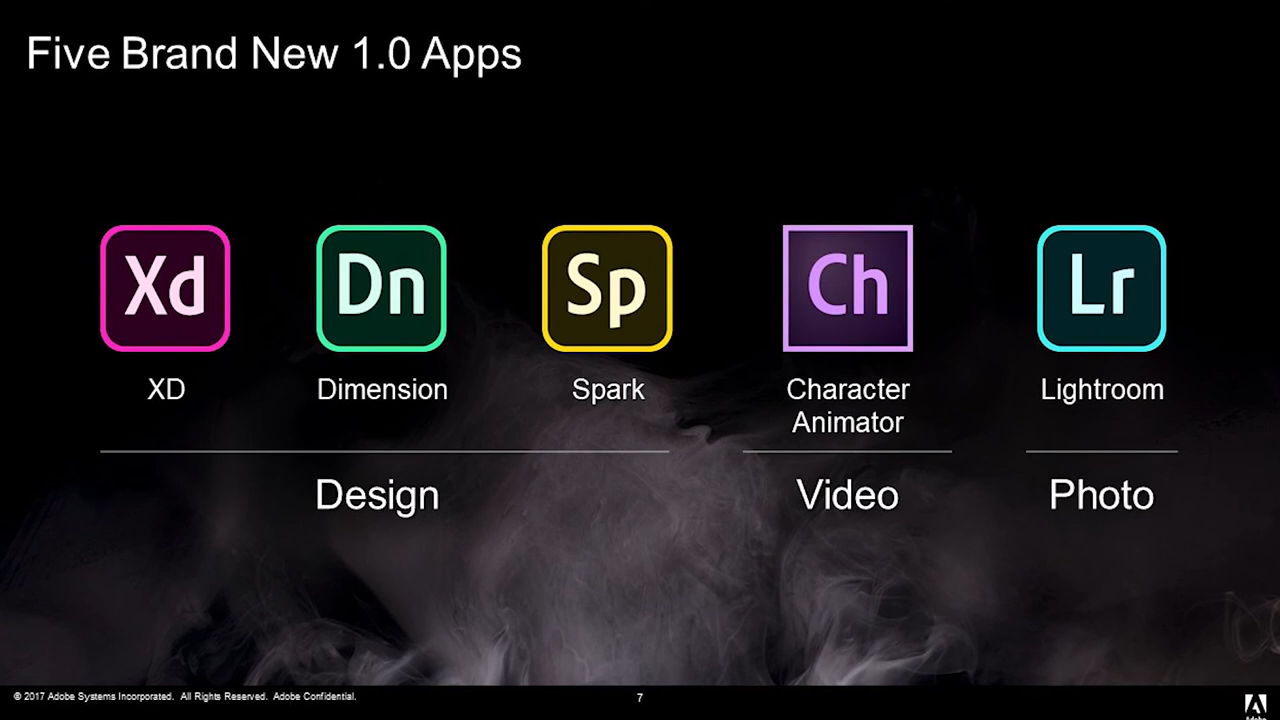 Five Brand New 1.0 Apps
Xd
Dn
Sp
Ch
Lr
XD
Dimension
Spark
Character
Animator
Lightroom
Design
Video
Photo
© 2017 Adobe Systems Incorporated. All Rights Reserved. Adobe Confidential.
7
Adobe